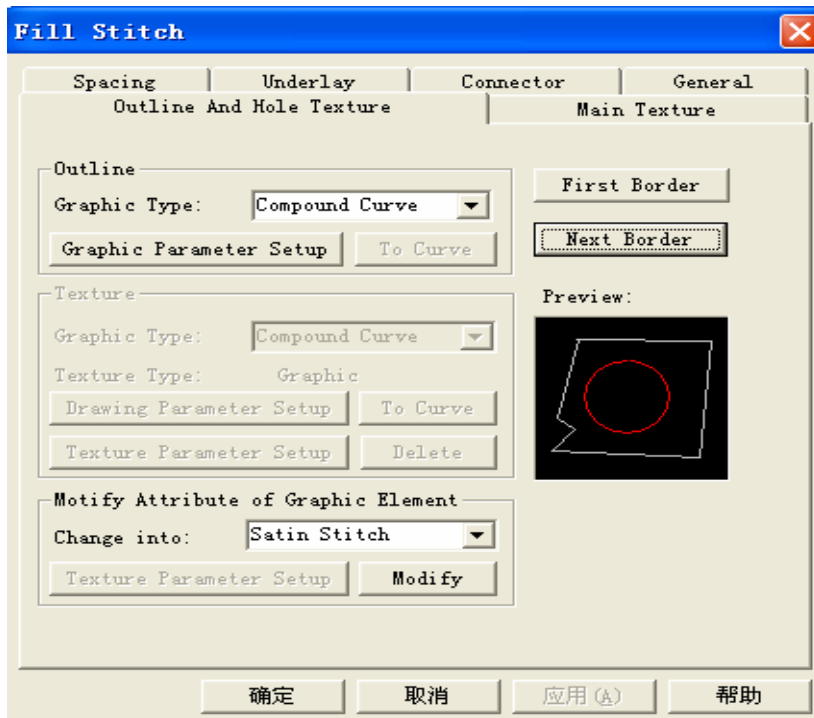 Fill Stitch
Spacing Underlay Connector General
Outline And Hole Texture Main Texture
Outline
Graphic Type: Compound Curve
Graphic Parameter Setup To Curve
First Border
Next Border
Texture
Graphic Type: Compound Curve
Texture Type: Graphic
Drawing Parameter Setup To Curve
Texture Parameter Setup Delete
Preview:
Motify Attribute of Graphic Element
Change into: Satin Stitch
Texture Parameter Setup Modify
确定 取消 应用(A) 帮助